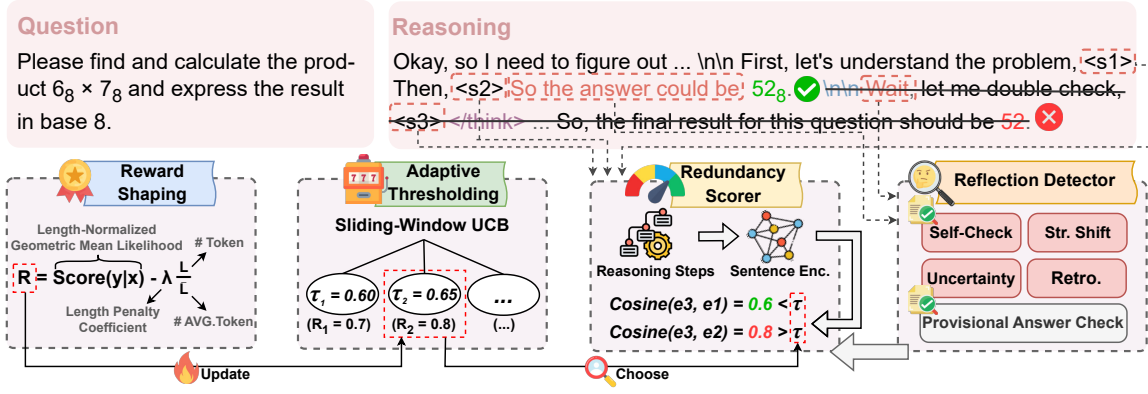 Question
Please find and calculate the prod-
uct 6₈ × 7₈ and express the result
in base 8.
Reasoning
Okay, so I need to figure out ... \n\n First, let's understand the problem, <s1>
Then, <s2> So the answer could be 52₈. \n\n Wait, let me double check,
<s3> </think> ... So, the final result for this question should be 52.
Reward
Shaping
Length-Normalized
Geometric Mean Likelihood
# Token
R = Score(y|x) - λ L / L̅
Length Penalty
Coefficient
# AVG.Token
Update
7 7 7
Adaptive
Thresholding
Sliding-Window UCB
τ₁ = 0.60
τ₂ = 0.65
...
(R₁ = 0.7)
(R₂ = 0.8)
(...)
Choose
Redundancy
Scorer
Reasoning Steps
Sentence Enc.
Cosine(e3, e1) = 0.6 < τ
Cosine(e3, e2) = 0.8 > τ
Reflection Detector
Self-Check
Str. Shift
Uncertainty
Retro.
Provisional Answer Check